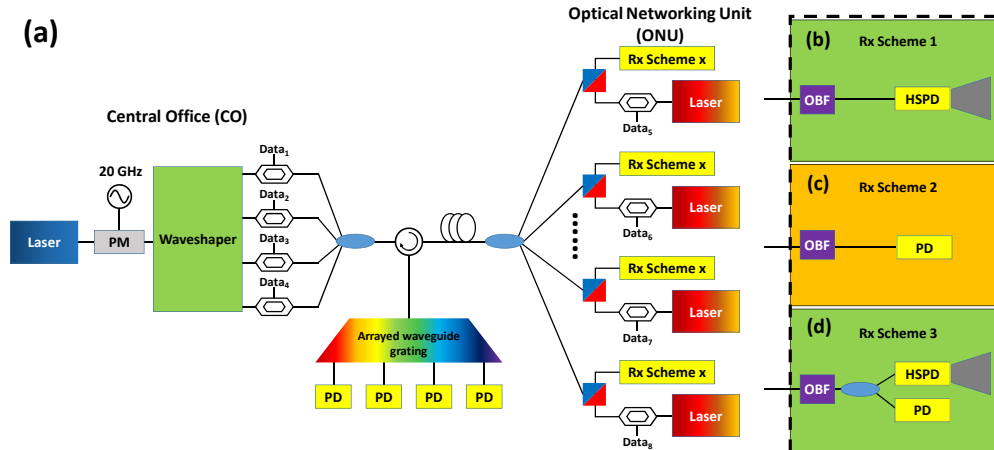 (a)
Optical Networking Unit
(ONU)
Central Office (CO)
20 GHz
Laser
PM
Waveshaper
Data1
Data2
Data3
Data4
Arrayed waveguide
grating
PD
PD
PD
PD
Rx Scheme x
Laser
Data5
Rx Scheme x
Laser
Data6
Rx Scheme x
Laser
Data7
Rx Scheme x
Laser
Data8
(b)
Rx Scheme 1
OBF
HSPD
(c)
Rx Scheme 2
OBF
PD
(d)
Rx Scheme 3
OBF
HSPD
PD